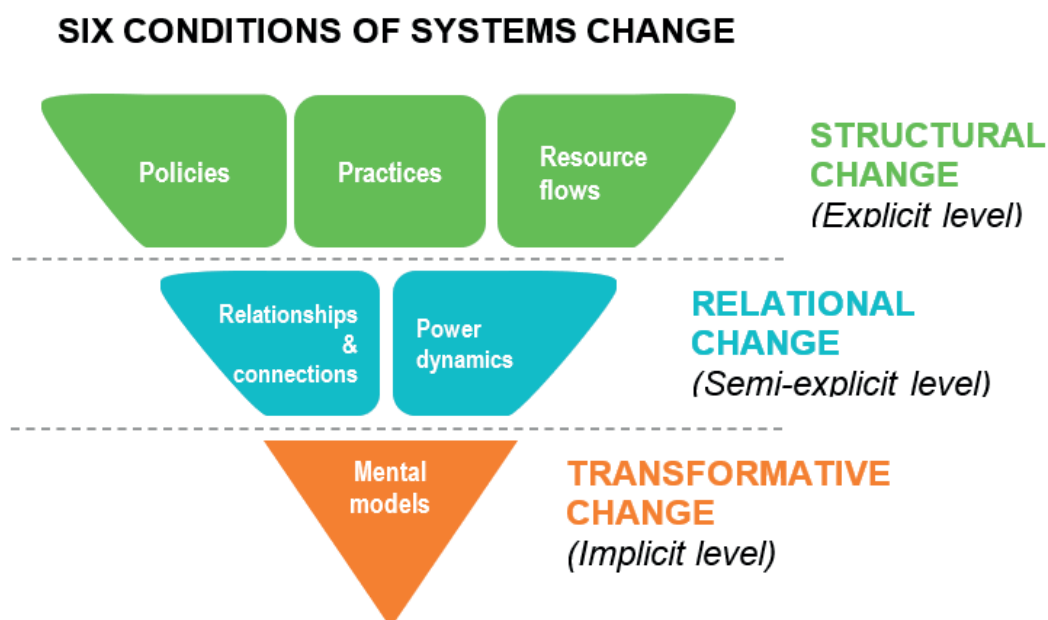 SIX CONDITIONS OF SYSTEMS CHANGE
Policies
Practices
Resource
flows
STRUCTURAL
CHANGE
(Explicit level)
Relationships
&
connections
Power
dynamics
RELATIONAL
CHANGE
(Semi-explicit level)
Mental
models
TRANSFORMATIVE
CHANGE
(Implicit level)